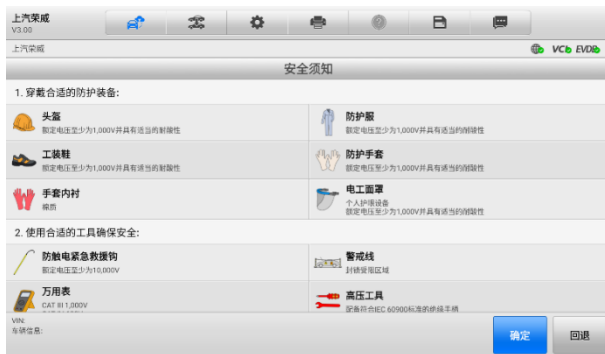 上汽荣威
V3.00
上汽荣威
VCI EVDR
安全须知
1. 穿戴合适的防护装备:
头盔
额定电压至少为1,000V并具有适当的耐酸性
防护服
额定电压至少为1,000V并具有适当的耐酸性
工装鞋
额定电压至少为1,000V并具有适当的耐酸性
防护手套
额定电压至少为1,000V并具有适当的耐酸性
手套内衬
棉质
电工面罩
个人护理设备
额定电压至少为1,000V并具有适当的耐酸性
2. 使用合适的工具确保安全:
防触电紧急救援钩
额定电压至少为10,000V
警戒线
封锁受限区域
万用表
CAT III 1,000V
高压工具
配备符合IEC 60900标准的绝缘手柄
VIN:
车辆信息:
确定
回退